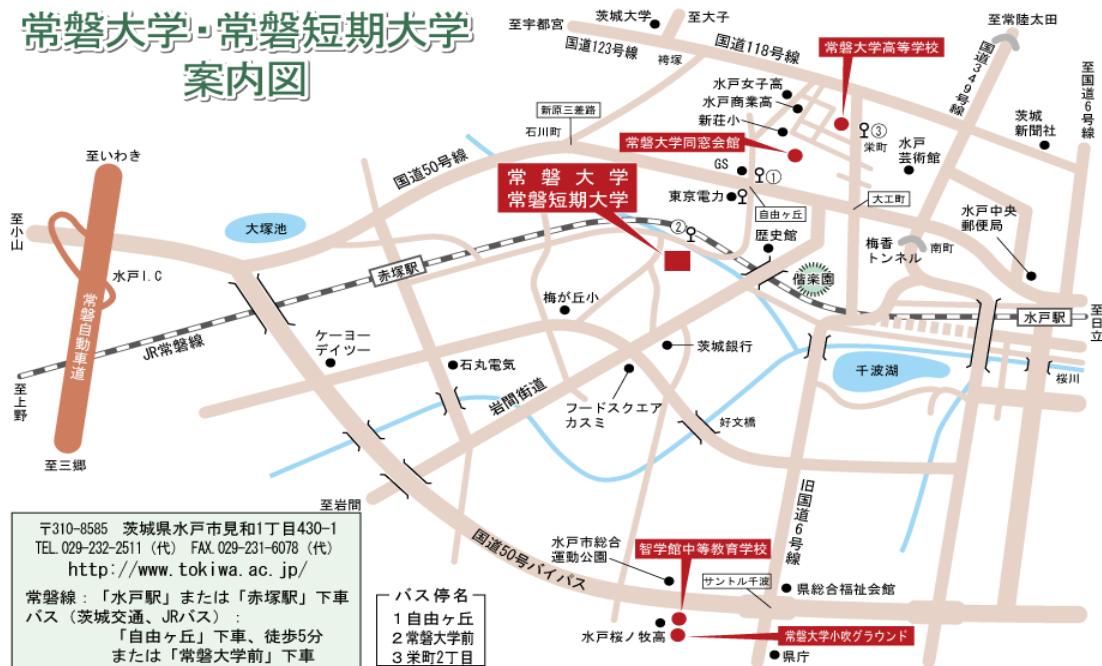 常磐大学・常磐短期大学
案内図
至宇都宮
茨城大学
至大子
国道123号線
国道118号線
袴塚
常磐大学高等学校
至常陸太田
国道349号線
至国道6号線
水戸女子高
水戸商業高
新荘小
常磐大学同窓会館
③
栄町
水戸
芸術館
茨城
新聞社
新原三差路
石川町
至いわき
国道50号線
常磐大学
常磐短期大学
GS
①
東京電力
自由ヶ丘
大工町
至小山
大塚池
水戸I.C
赤塚駅
②
歴史館
梅香
トンネル
南町
水戸中央
郵便局
偕楽園
常磐自動車道
JR常磐線
梅が丘小
水戸駅
至日立
ケーヨー
デイツー
石丸電気
茨城銀行
千波湖
桜川
至上野
岩間街道
フードスクエア
カスミ
好文橋
至三郷
至岩間
旧国道6号線
国道50号バイパス
水戸市総合
運動公園
智学館中等教育学校
サントル千波
県総合福祉会館
水戸桜ノ牧高
常磐大学小吹グラウンド
県庁
〒310-8585 茨城県水戸市見和1丁目430-1
TEL.029-232-2511（代） FAX.029-231-6078（代）
http://www.tokiwa.ac.jp/
常磐線：「水戸駅」または「赤塚駅」下車
バス（茨城交通、JRバス）：
「自由ヶ丘」下車、徒歩5分
または「常磐大学前」下車
バス停名
1 自由ヶ丘
2 常磐大学前
3 栄町2丁目